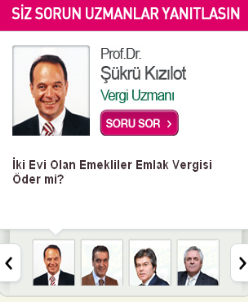 SİZ SORUN UZMANLAR YANITLASIN
Prof.Dr.
Şükrü Kızılot
Vergi Uzmanı
SORU SOR >
İki Evi Olan Emekliler Emlak Vergisi
Öder mi?